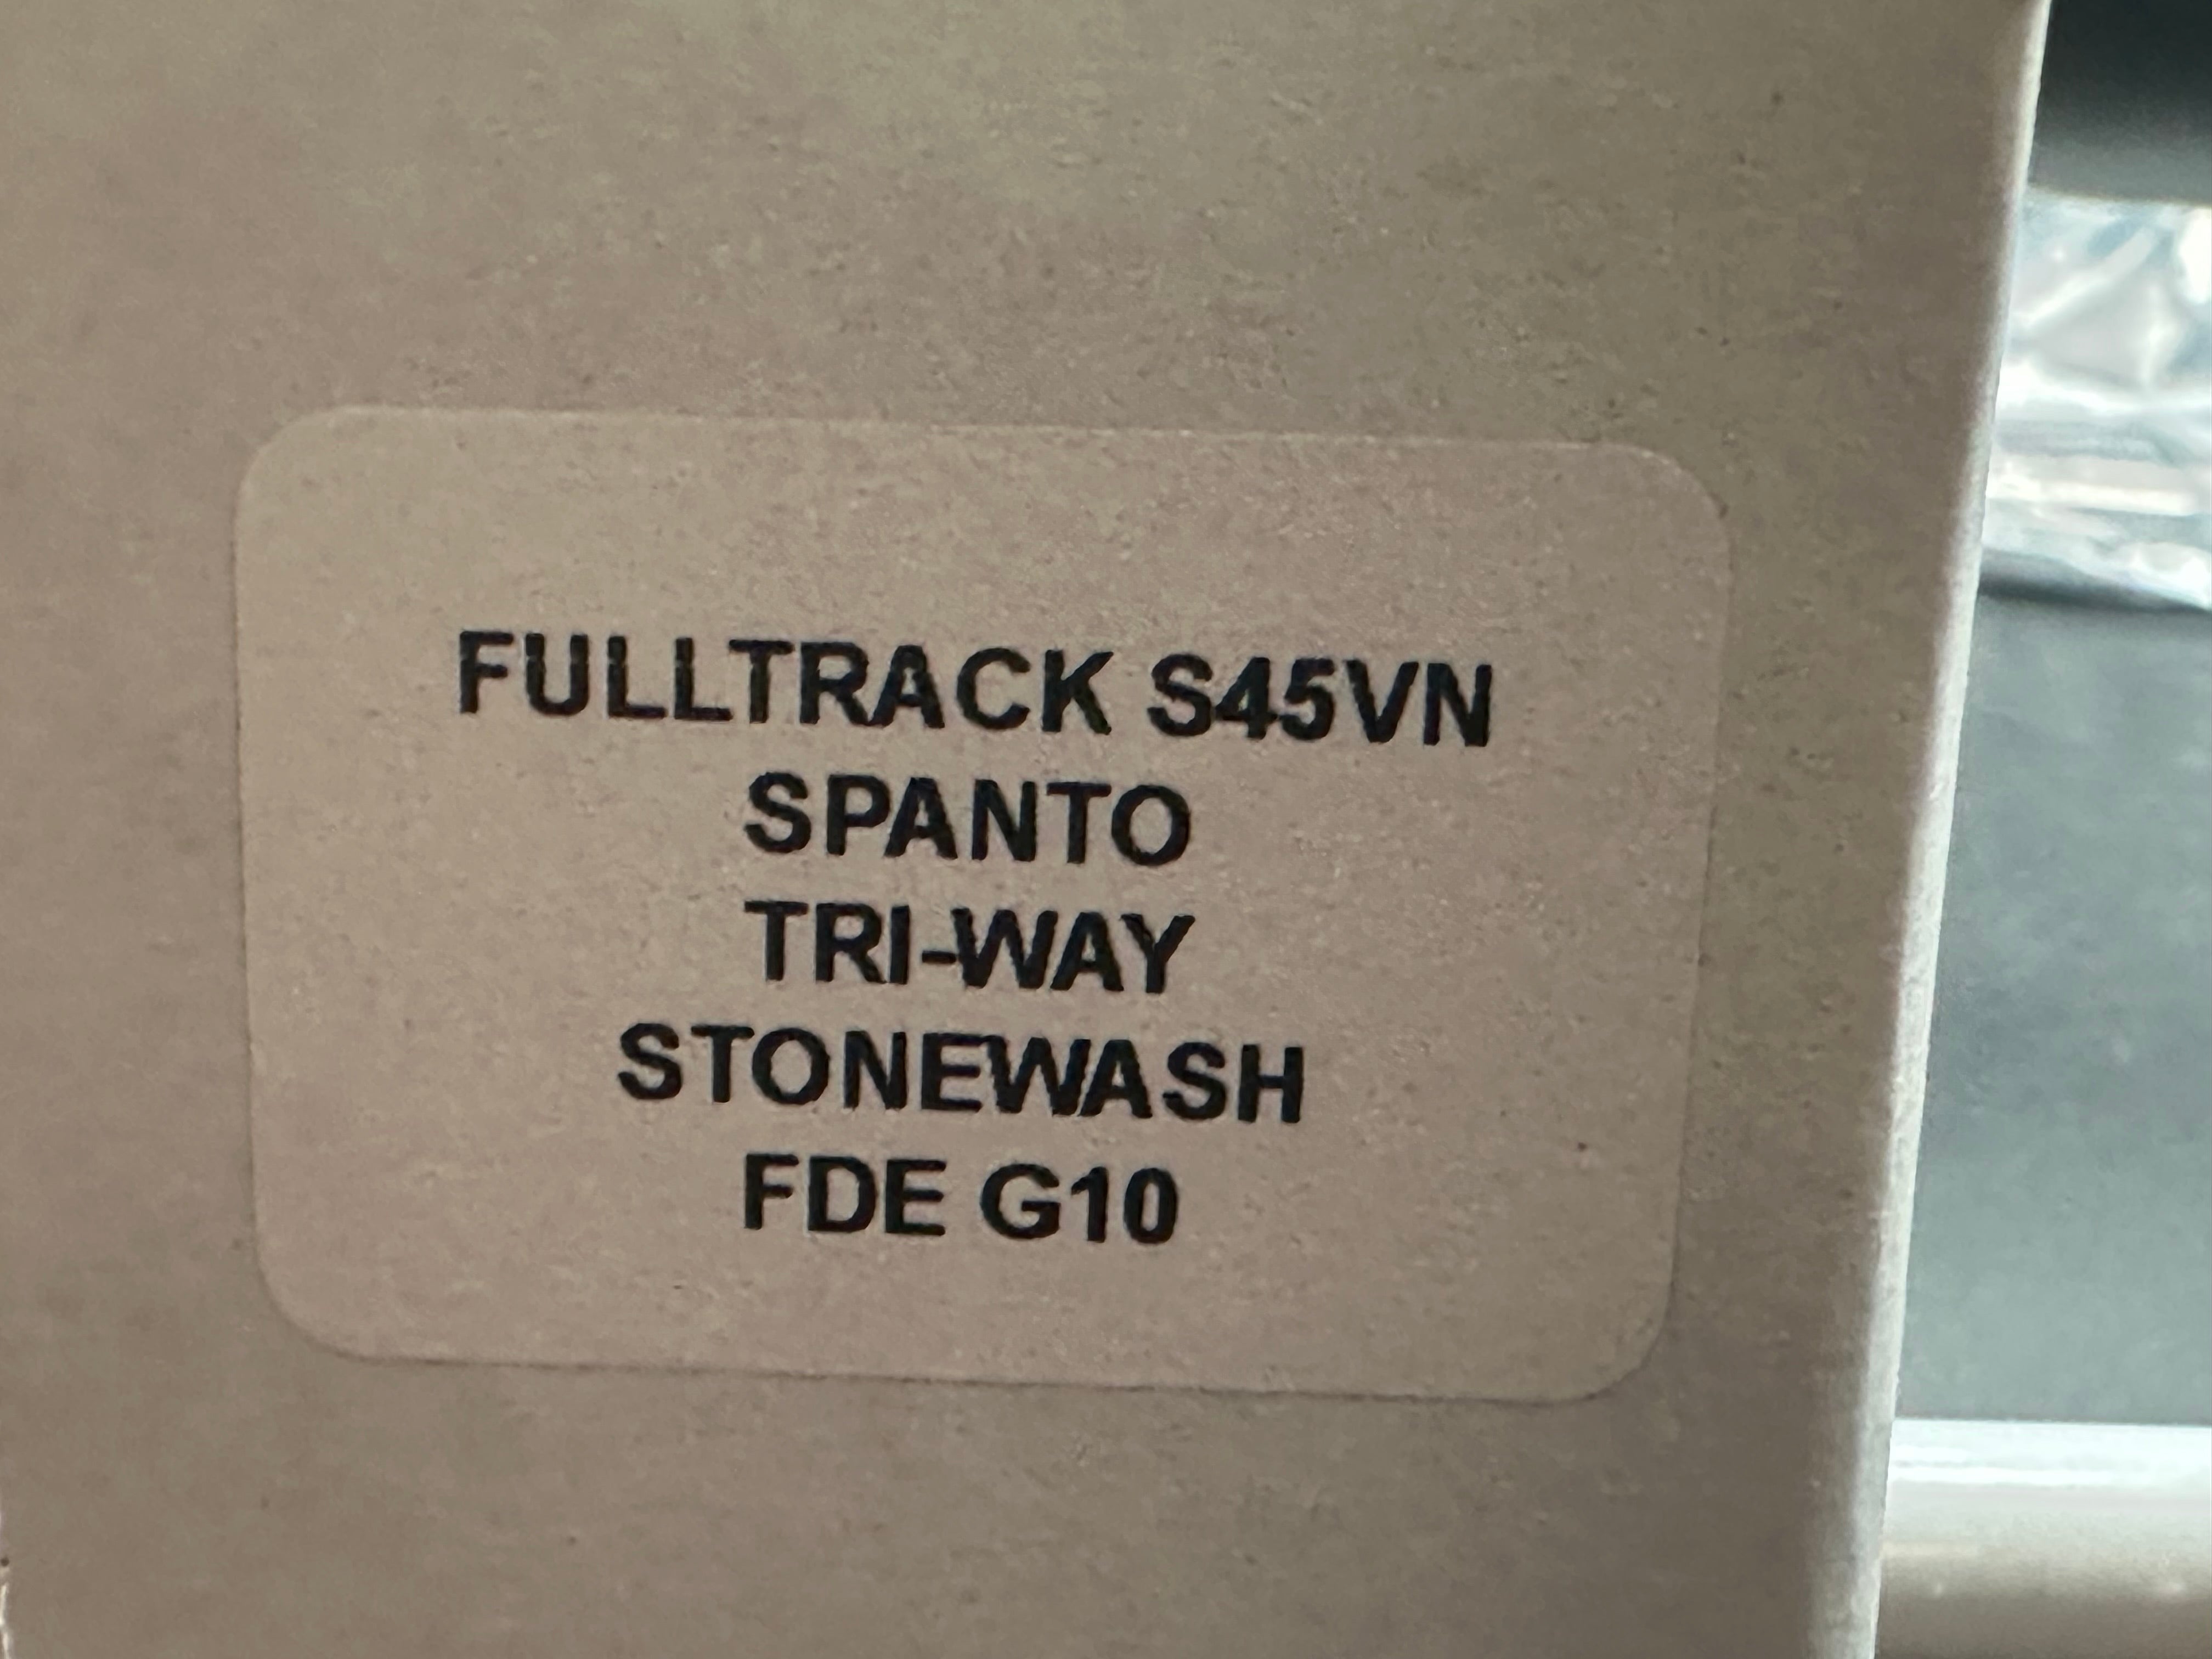 FULLTRACK S45VN
SPANTO
TRI-WAY
STONEWASH
FDE G10